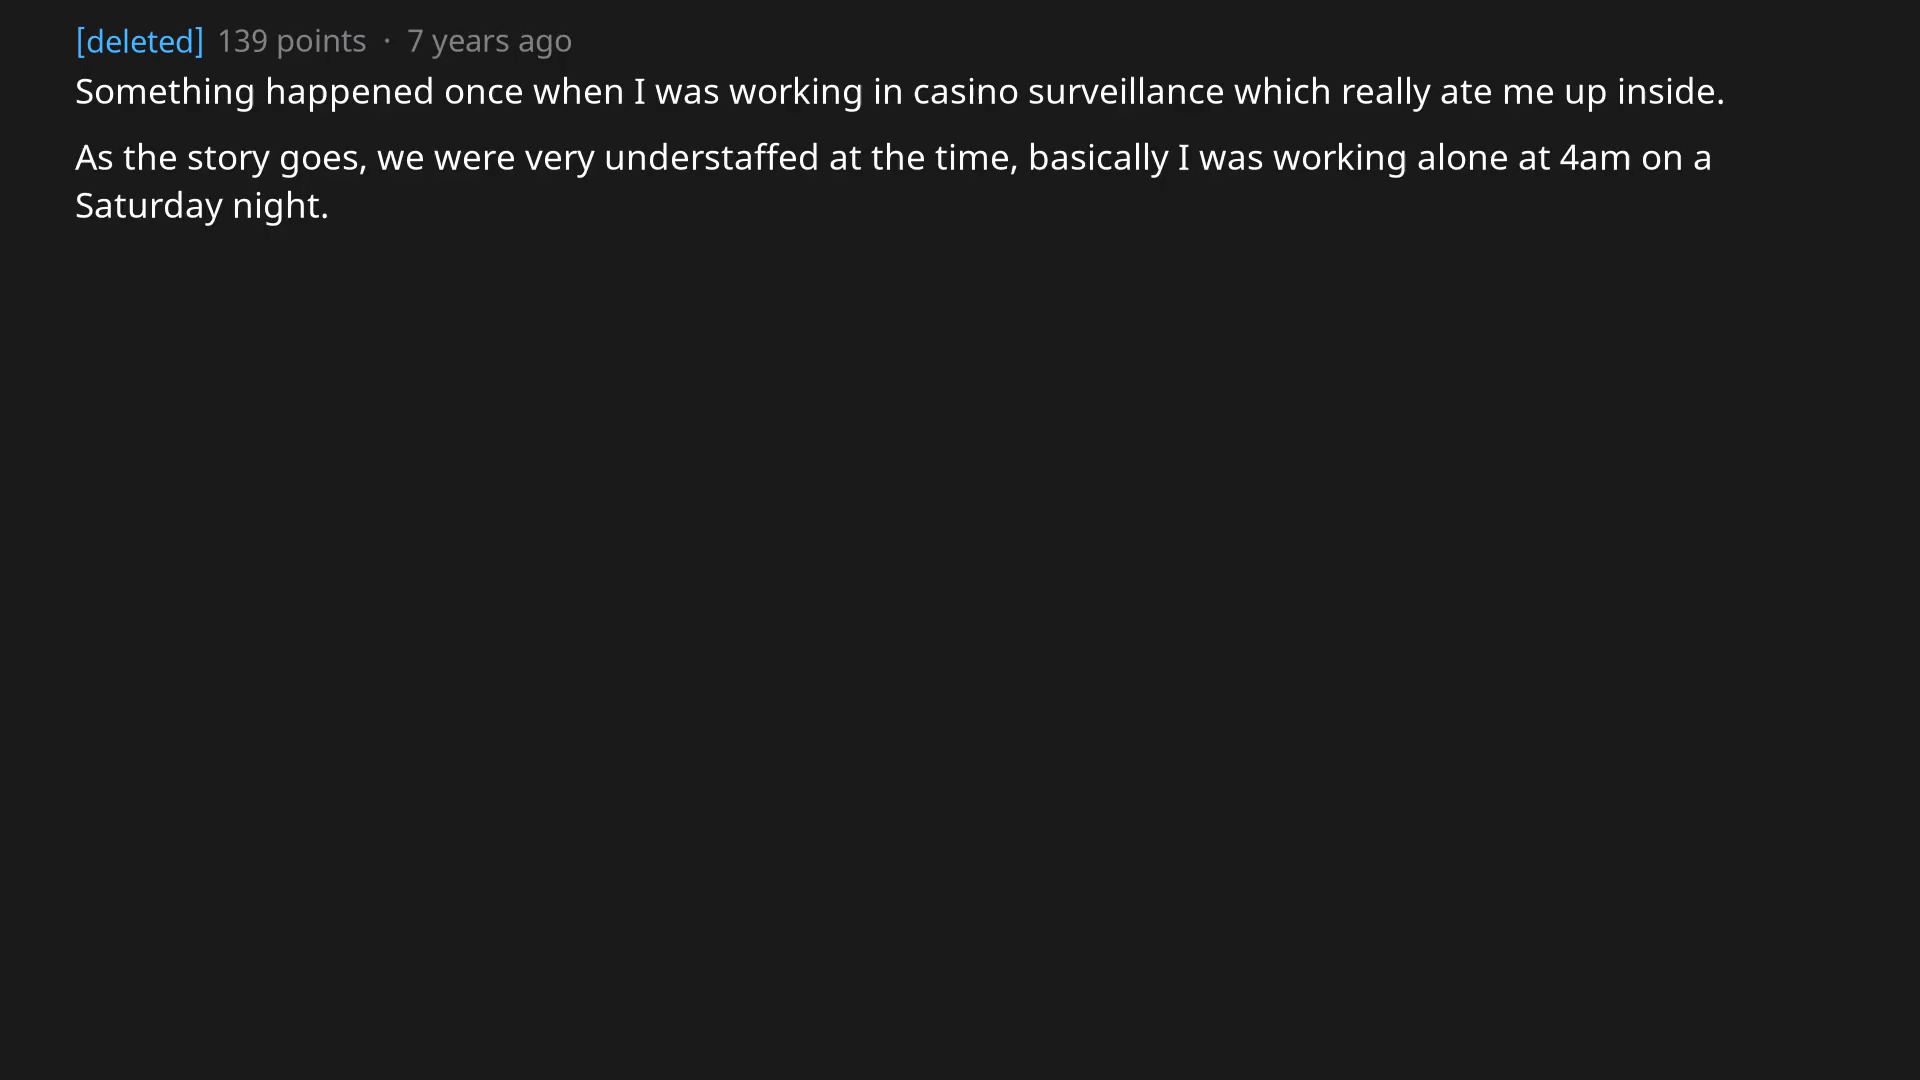 [deleted] 139 points · 7 years ago
Something happened once when I was working in casino surveillance which really ate me up inside.
As the story goes, we were very understaffed at the time, basically I was working alone at 4am on a
Saturday night.